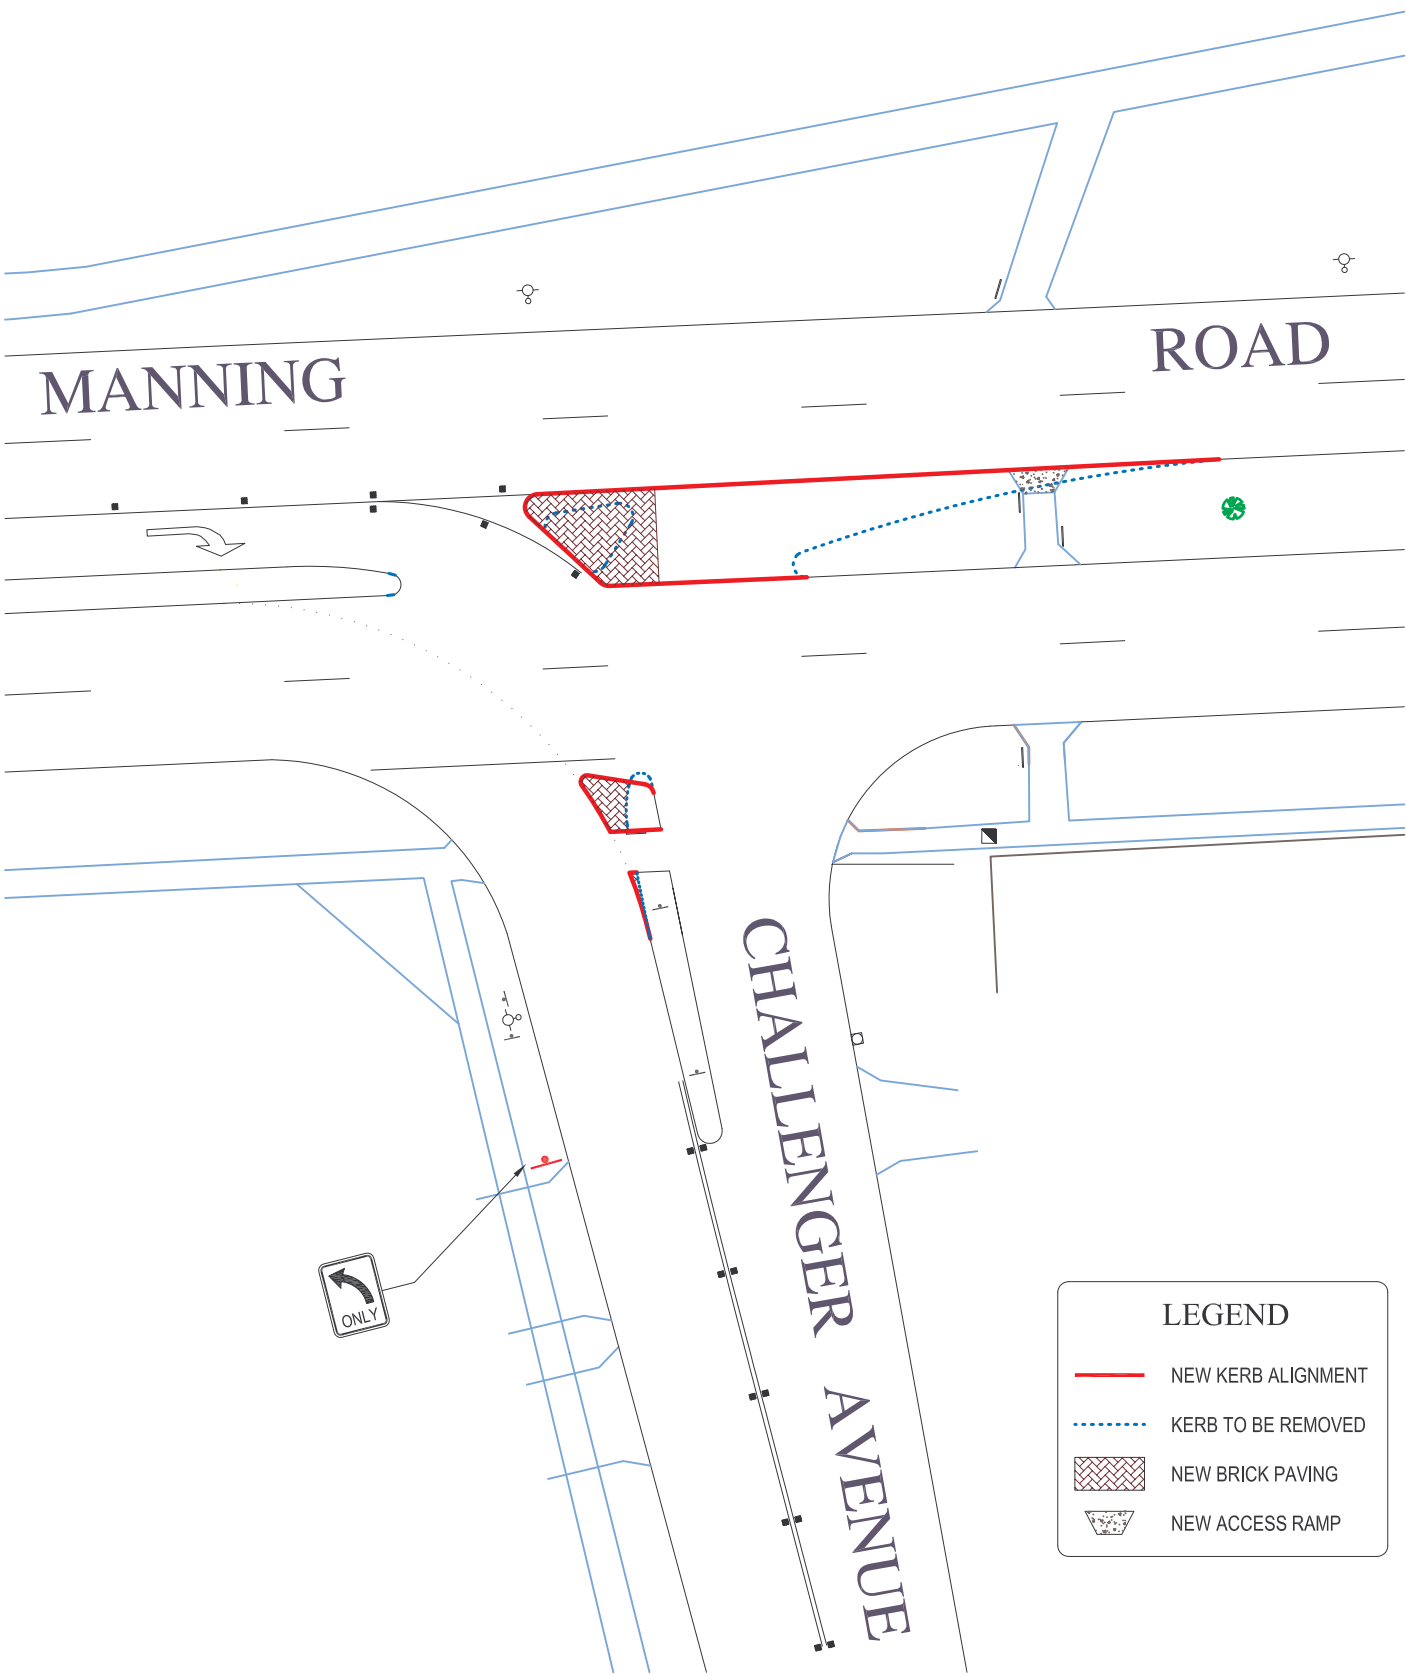 MANNING ROAD
CHALLENGER AVENUE
ONLY
LEGEND
NEW KERB ALIGNMENT
KERB TO BE REMOVED
NEW BRICK PAVING
NEW ACCESS RAMP